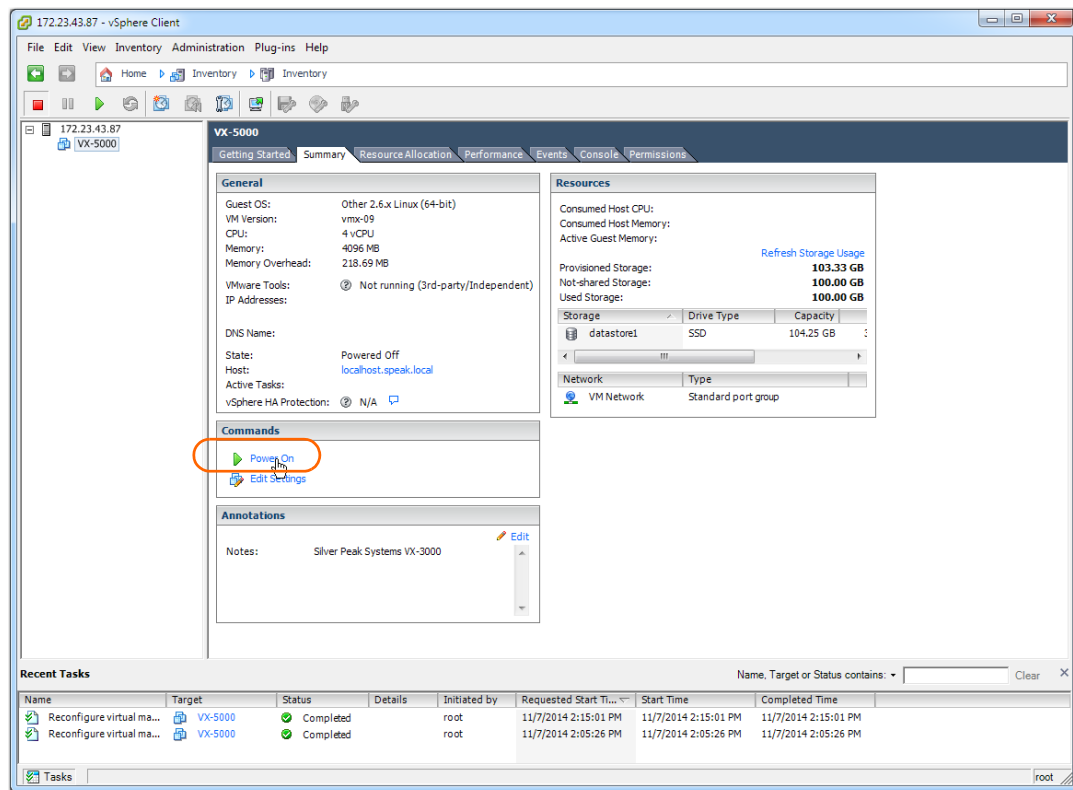 172.23.43.87 - vSphere Client
File Edit View Inventory Administration Plug-ins Help
Home Inventory Inventory
172.23.43.87
VX-5000
VX-5000
Getting Started Summary Resource Allocation Performance Events Console Permissions
General
Guest OS: Other 2.6.x Linux (64-bit)
VM Version: vmx-09
CPU: 4 vCPU
Memory: 4096 MB
Memory Overhead: 218.69 MB
VMware Tools: Not running (3rd-party/Independent)
IP Addresses:
DNS Name:
State: Powered Off
Host: localhost.speak.local
Active Tasks:
vSphere HA Protection: N/A
Commands
Power On
Edit Settings
Annotations
Edit
Notes: Silver Peak Systems VX-3000
Resources
Consumed Host CPU:
Consumed Host Memory:
Active Guest Memory:
Refresh Storage Usage
Provisioned Storage: 103.33 GB
Not-shared Storage: 100.00 GB
Used Storage: 100.00 GB
Storage Drive Type Capacity
datastore1 SSD 104.25 GB
Network Type
VM Network Standard port group
Recent Tasks Name, Target or Status contains: Clear
Name Target Status Details Initiated by Requested Start Ti... Start Time Completed Time
Reconfigure virtual ma... VX-5000 Completed root 11/7/2014 2:15:01 PM 11/7/2014 2:15:01 PM 11/7/2014 2:15:01 PM
Reconfigure virtual ma... VX-5000 Completed root 11/7/2014 2:05:26 PM 11/7/2014 2:05:26 PM 11/7/2014 2:05:26 PM
Tasks root